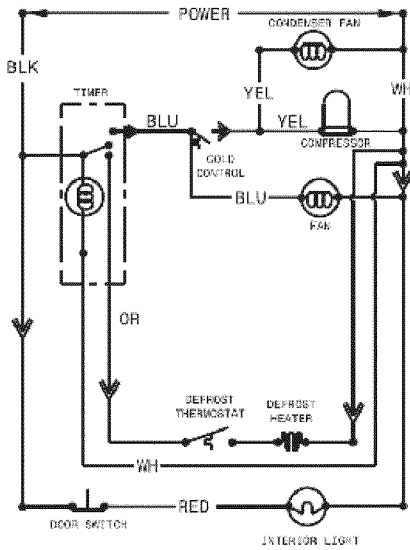 POWER
CONDENSER FAN
BLK
WH
TIMER
YEL
BLU
YEL
COMPRESSOR
COLD
CONTROL
BLU
FAN
OR
DEFROST
THERMOSTAT
DEFROST
HEATER
WH
RED
DOOR SWITCH
INTERIOR LIGHT